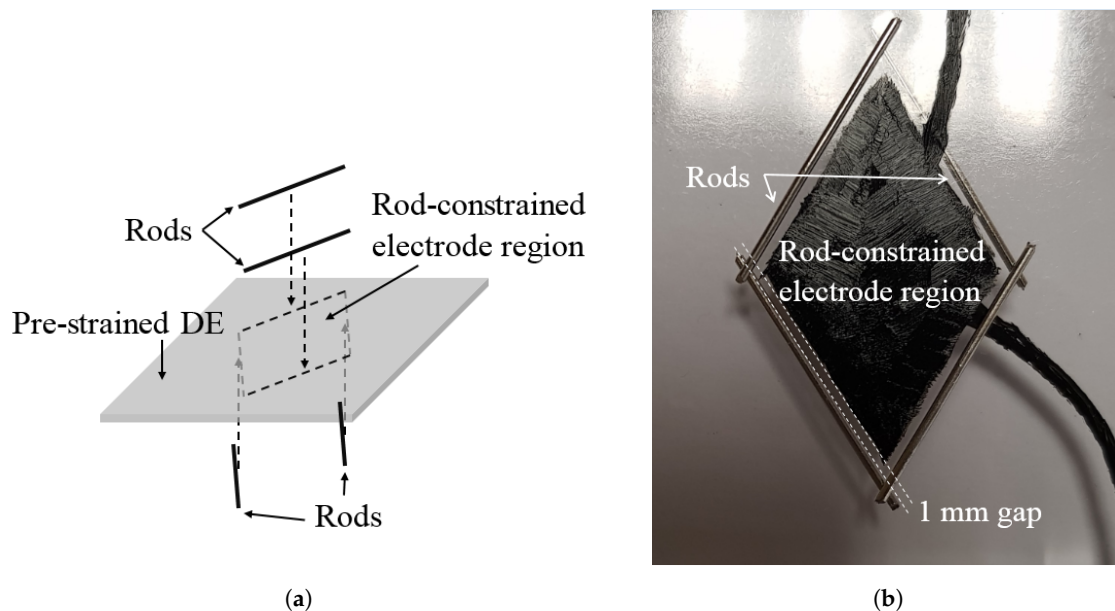 Rods
Rod-constrained
electrode region
Pre-strained DE
Rods
(a)
Rods
Rod-constrained
electrode region
1 mm gap
(b)